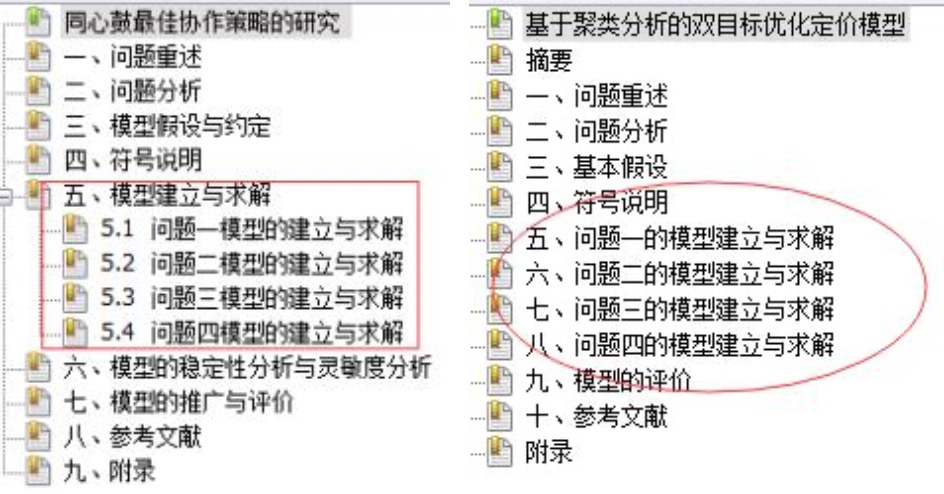 同心鼓最佳协作策略的研究
一、问题重述
二、问题分析
三、模型假设与约定
四、符号说明
五、模型建立与求解
5.1 问题一模型的建立与求解
5.2 问题二模型的建立与求解
5.3 问题三模型的建立与求解
5.4 问题四模型的建立与求解
六、模型的稳定性分析与灵敏度分析
七、模型的推广与评价
八、参考文献
九、附录
基于聚类分析的双目标优化定价模型
摘要
一、问题重述
二、问题分析
三、基本假设
四、符号说明
五、问题一的模型建立与求解
六、问题二的模型建立与求解
七、问题三的模型建立与求解
八、问题四的模型建立与求解
九、模型的评价
十、参考文献
附录